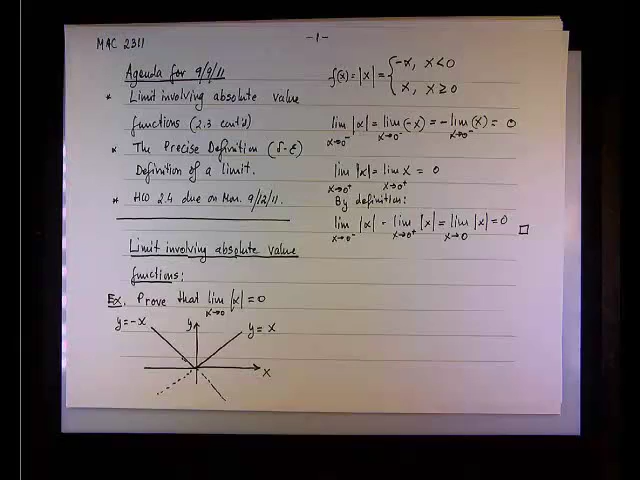 MAC 2311
-1-
Agenda for 9/9/11
* Limit involving absolute value
functions (2.3 cont'd)
* The Precise Definition (δ-ε)
Definition of a limit.
* HW 2.4 due on Mon. 9/12/11.
Limit involving absolute value
functions:
Ex. Prove that lim |x| = 0
x→0
y=-x
y
y=x
x
f(x) = |x| = { -x, x<0
x, x≥0
lim |x| = lim (-x) = - lim (x) = 0
x→0⁻ x→0⁻ x→0⁻
lim |x| = lim x = 0
x→0⁺ x→0⁺
By definition:
lim |x| = lim |x| = lim |x| = 0 □
x→0⁻ x→0⁺ x→0